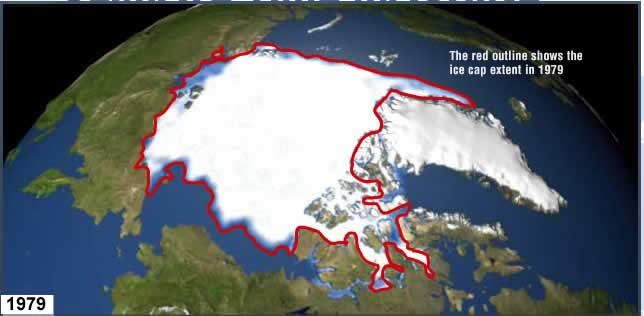 The red outline shows the
ice cap extent in 1979
1979